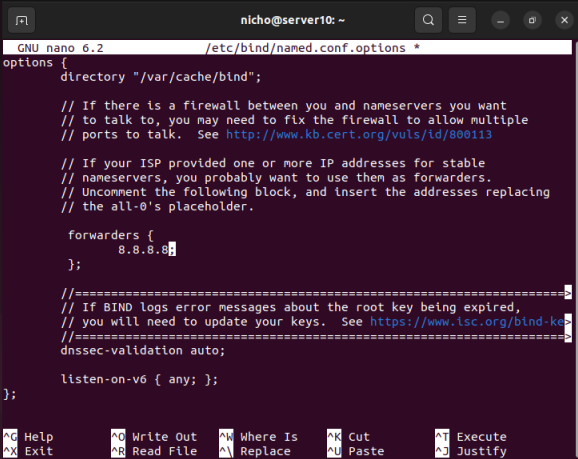 nicho@server10: ~
GNU nano 6.2 /etc/bind/named.conf.options *
options {
directory "/var/cache/bind";
// If there is a firewall between you and nameservers you want
// to talk to, you may need to fix the firewall to allow multiple
// ports to talk.  See http://www.kb.cert.org/vuls/id/800113
// If your ISP provided one or more IP addresses for stable
// nameservers, you probably want to use them as forwarders.
// Uncomment the following block, and insert the addresses replacing
// the all-0's placeholder.
forwarders {
8.8.8.8;
};
//====================================================================>
// If BIND logs error messages about the root key being expired,
// you will need to update your keys.  See https://www.isc.org/bind-ke>
//====================================================================>
dnssec-validation auto;
listen-on-v6 { any; };
};
^G Help ^O Write Out ^W Where Is ^K Cut ^T Execute
^X Exit ^R Read File ^\ Replace ^U Paste ^J Justify